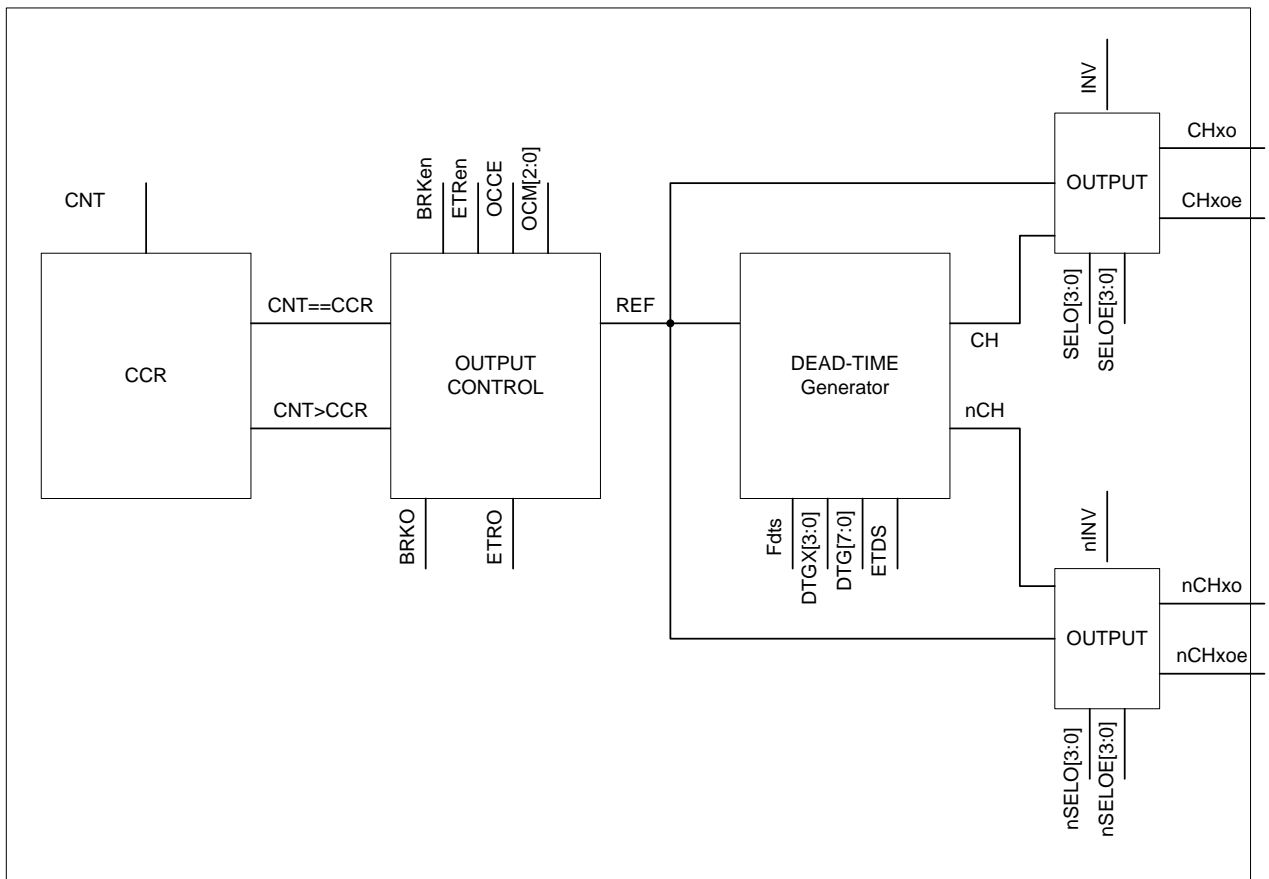 CNT
CCR
CNT==CCR
CNT>CCR
BRKen
ETRen
OCCE
OCM[2:0]
OUTPUT
CONTROL
BRKO
ETRO
REF
DEAD-TIME
Generator
Fdts
DTGX[3:0]
DTG[7:0]
ETDS
CH
nCH
INV
OUTPUT
CHxo
CHxoe
SELO[3:0]
SELOE[3:0]
nINV
OUTPUT
nCHxo
nCHxoe
nSELO[3:0]
nSELOE[3:0]